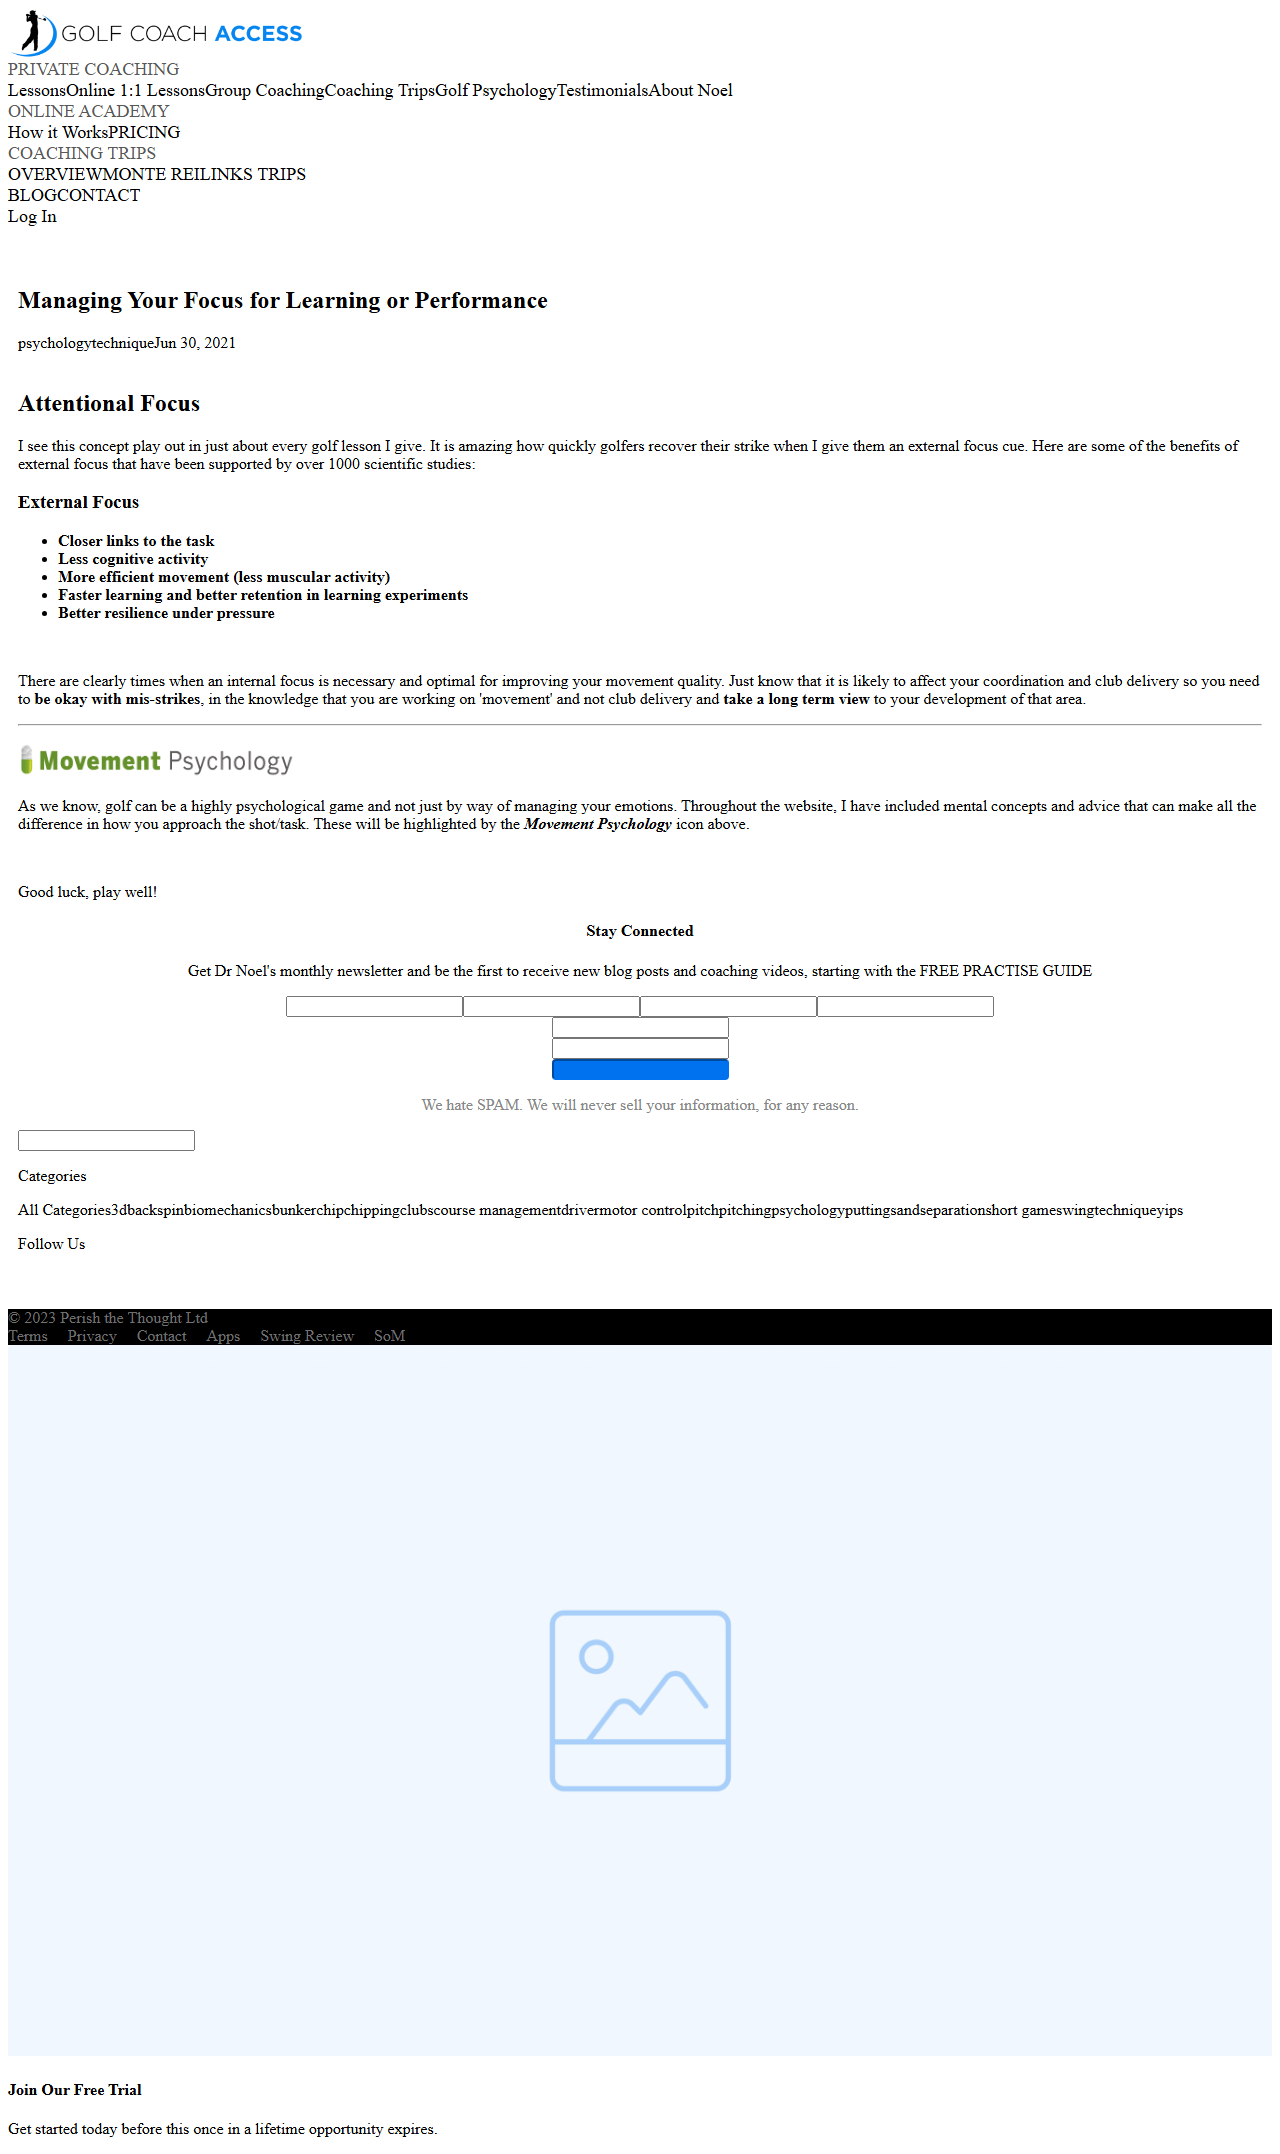 GOLF COACH ACCESS
PRIVATE COACHING
LessonsOnline 1:1 LessonsGroup CoachingCoaching TripsGolf PsychologyTestimonialsAbout Noel
ONLINE ACADEMY
How it WorksPRICING
COACHING TRIPS
OVERVIEWMONTE REILINKS TRIPS
BLOGCONTACT
Log In
Managing Your Focus for Learning or Performance
psychologytechniqueJun 30, 2021
Attentional Focus
I see this concept play out in just about every golf lesson I give. It is amazing how quickly golfers recover their strike when I give them an external focus cue. Here are some of the benefits of
external focus that have been supported by over 1000 scientific studies:
External Focus
• Closer links to the task
• Less cognitive activity
• More efficient movement (less muscular activity)
• Faster learning and better retention in learning experiments
• Better resilience under pressure
There are clearly times when an internal focus is necessary and optimal for improving your movement quality. Just know that it is likely to affect your coordination and club delivery so you need
to be okay with mis-strikes, in the knowledge that you are working on 'movement' and not club delivery and take a long term view to your development of that area.
Movement Psychology
As we know, golf can be a highly psychological game and not just by way of managing your emotions. Throughout the website, I have included mental concepts and advice that can make all the
difference in how you approach the shot/task. These will be highlighted by the Movement Psychology icon above.
Good luck, play well!
Stay Connected
Get Dr Noel's monthly newsletter and be the first to receive new blog posts and coaching videos, starting with the FREE PRACTISE GUIDE
We hate SPAM. We will never sell your information, for any reason.
Categories
All Categories3dbackspinbiomechanicsbunkerchipchippingclubscourse managementdrivermotor controlpitchpitchingpsychologyputtingsandseparationshort gameswingtechniqueyips
Follow Us
© 2023 Perish the Thought Ltd
Terms Privacy Contact Apps Swing Review SoM
Join Our Free Trial
Get started today before this once in a lifetime opportunity expires.